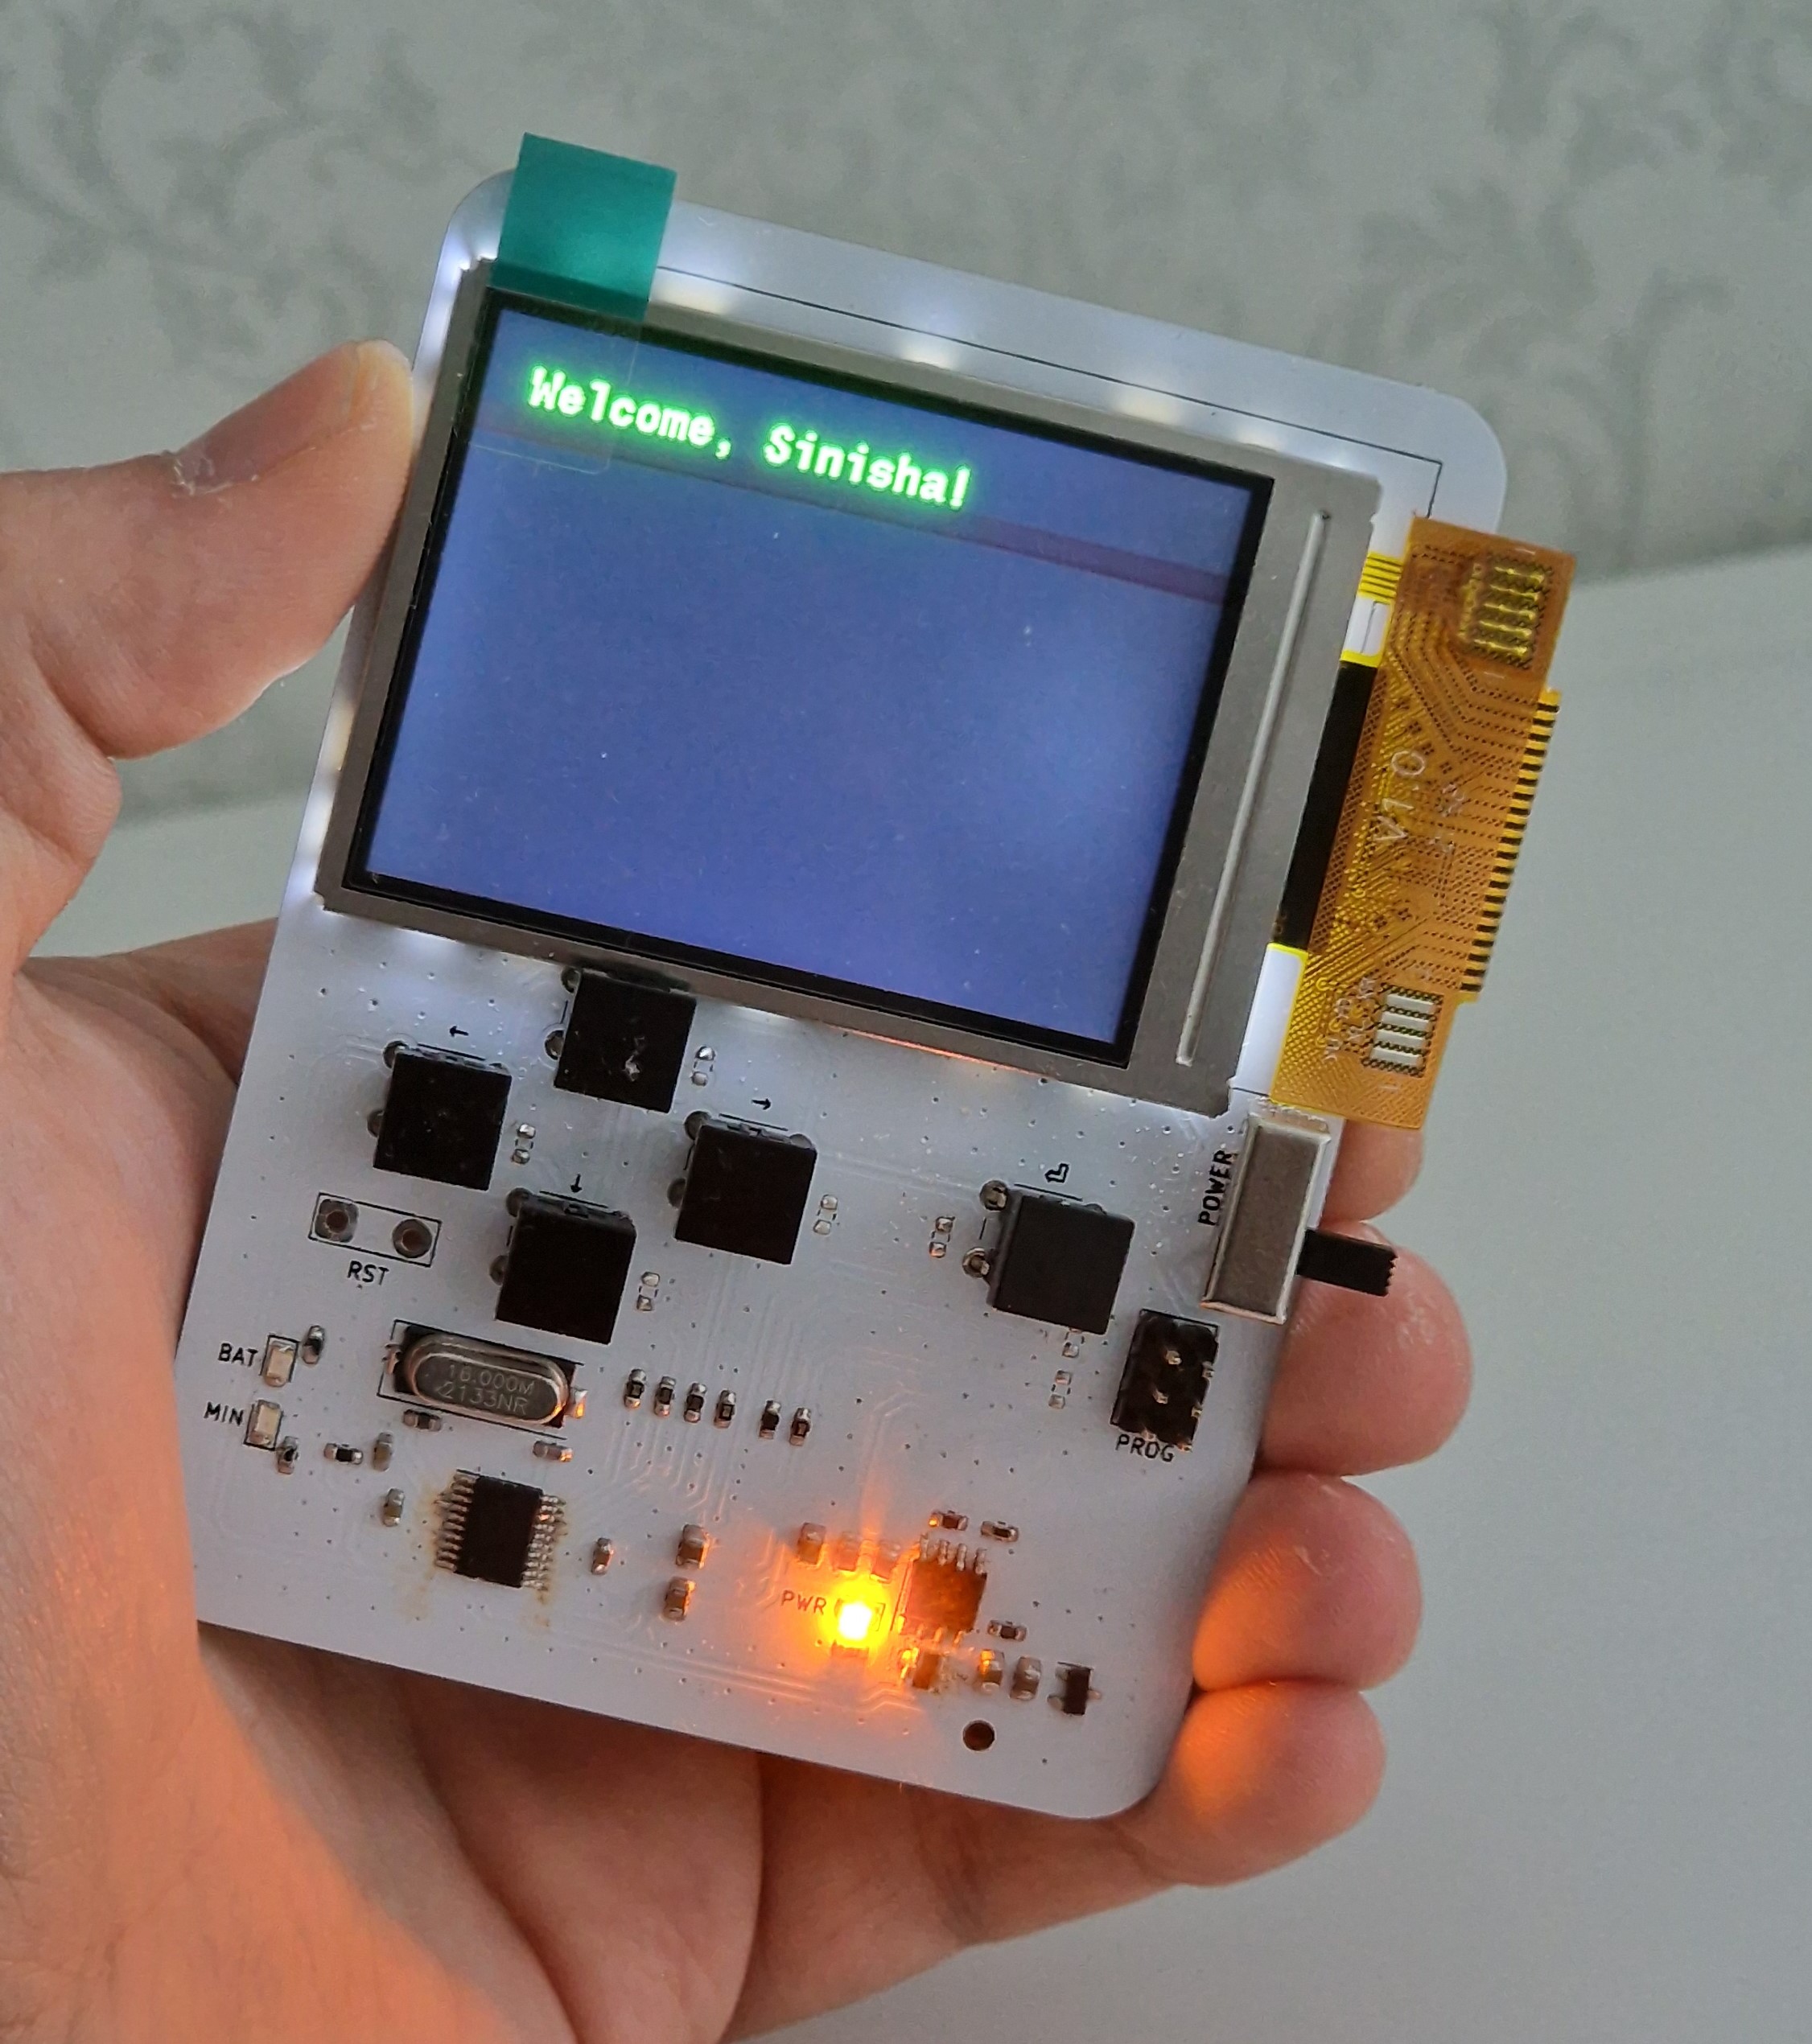 Welcome, Sinisha!
V1.0
←
→
↓
POWER
RST
BAT
16.000M
2133NR
MIN
PROG
PWR